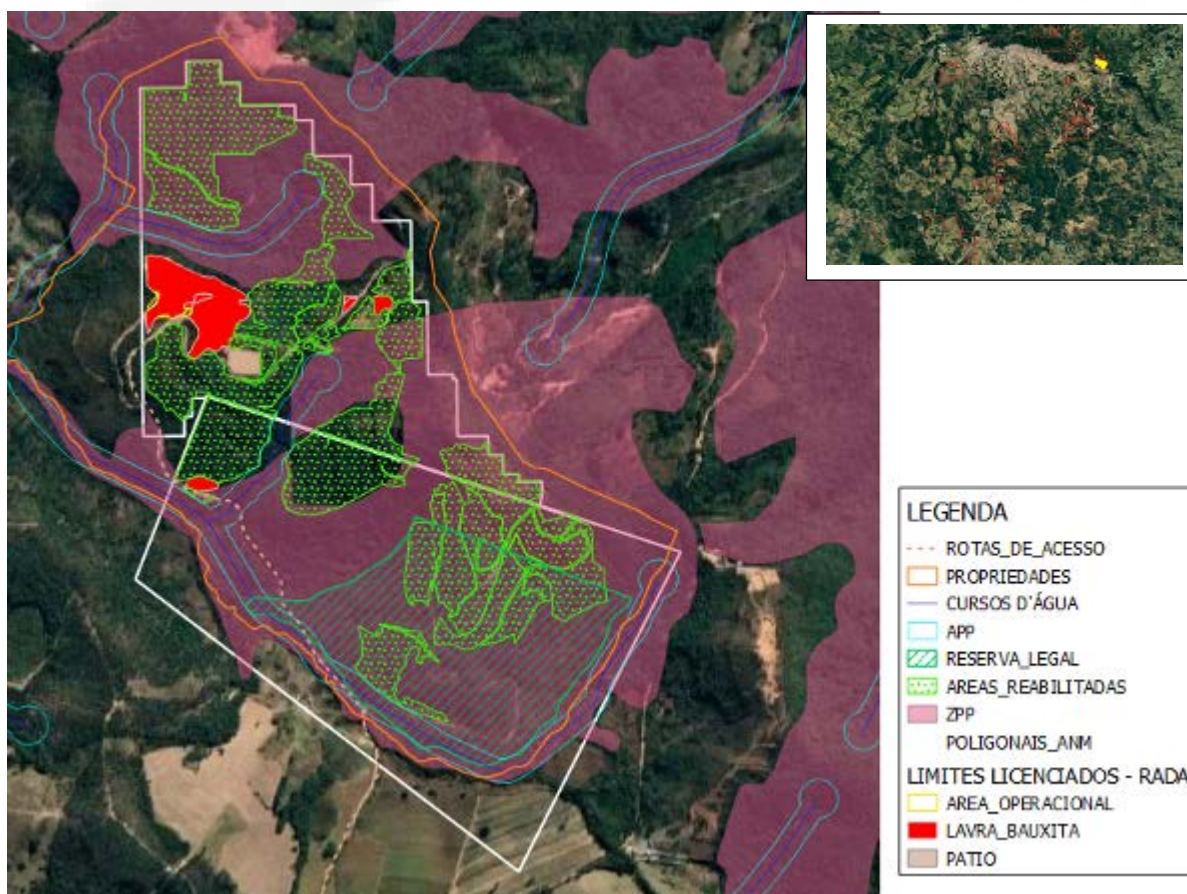 LEGENDA
ROTAS_DE_ACESSO
PROPRIEDADES
CURSOS D'ÁGUA
APP
RESERVA_LEGAL
AREAS_REABILITADAS
ZPP
POLIGONAIS_ANM
LIMITES LICENCIADOS - RADA
AREA_OPERACIONAL
LAVRA_BAUXITA
PATIO